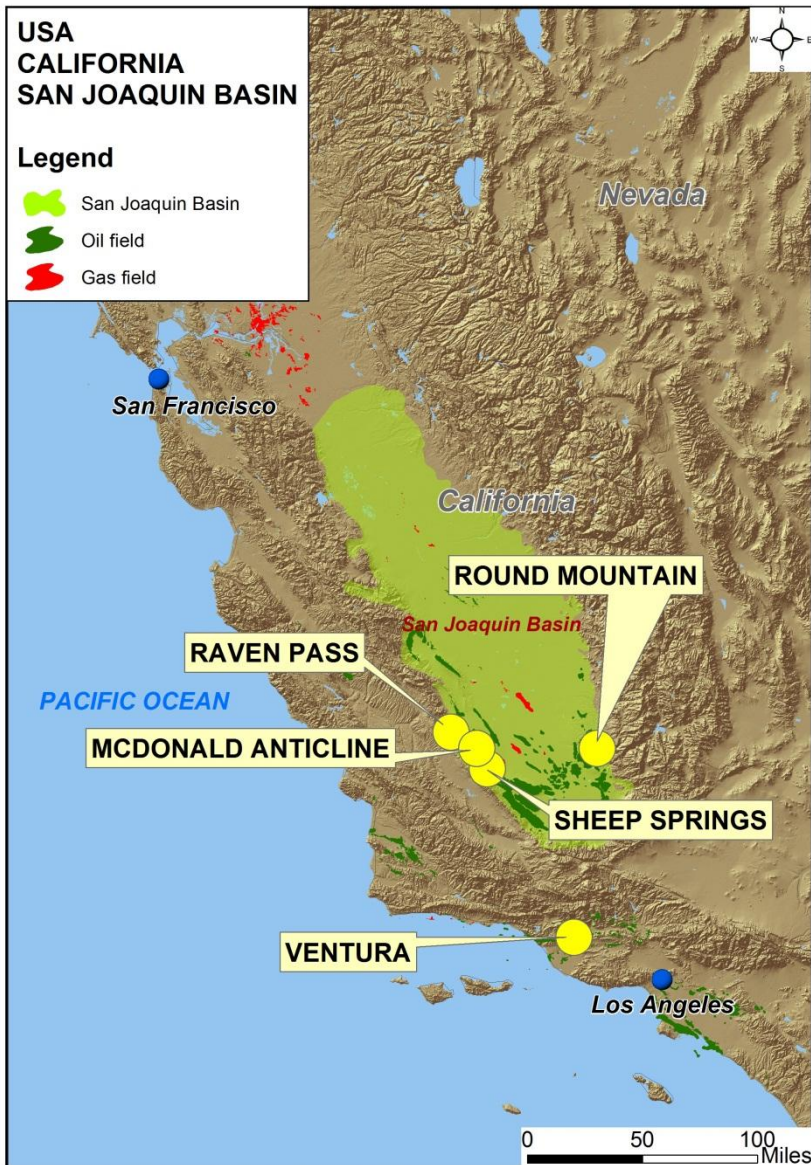 USA
CALIFORNIA
SAN JOAQUIN BASIN
Legend
San Joaquin Basin
Oil field
Gas field
N
W E
S
Nevada
San Francisco
California
ROUND MOUNTAIN
San Joaquin Basin
RAVEN PASS
PACIFIC OCEAN
MCDONALD ANTICLINE
SHEEP SPRINGS
VENTURA
Los Angeles
0 50 100
Miles